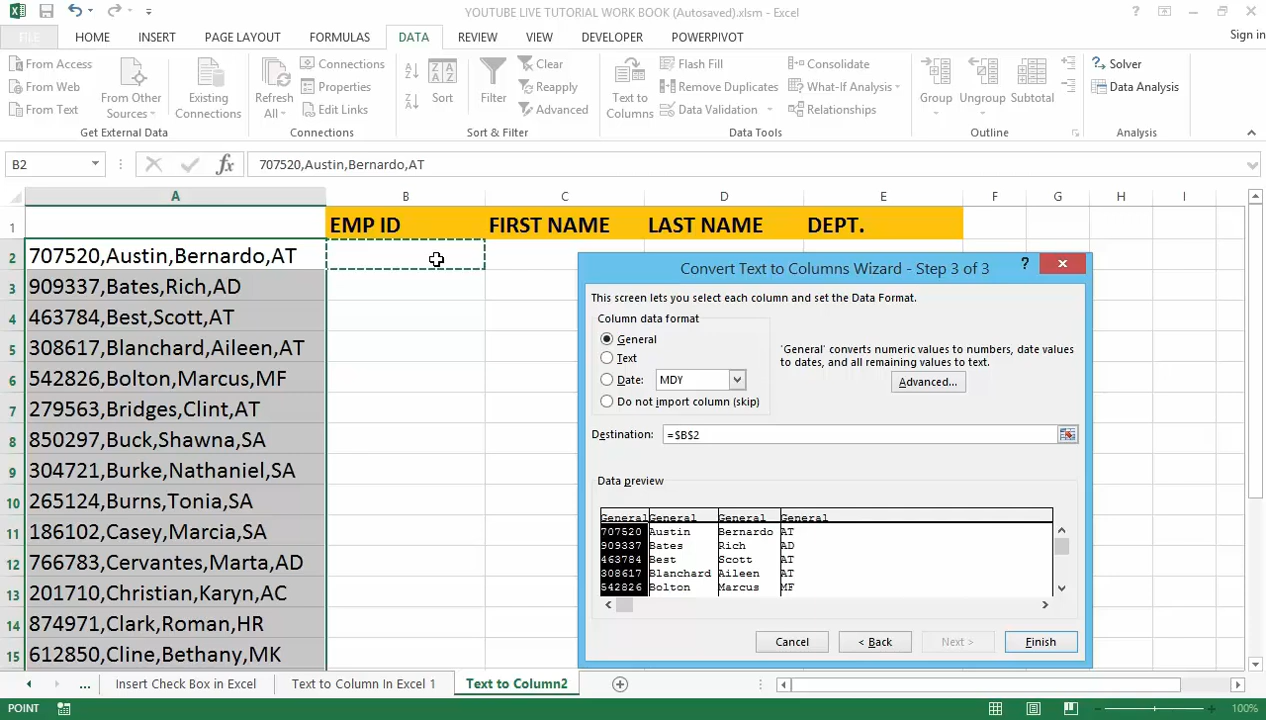 YOUTUBE LIVE TUTORIAL WORK BOOK (Autosaved).xlsm - Excel
?
FILE HOME INSERT PAGE LAYOUT FORMULAS DATA REVIEW VIEW DEVELOPER POWERPIVOT Sign in
From Access
From Web
From Text
From Other
Sources
Existing
Connections
Get External Data
Refresh
All
Connections
Properties
Edit Links
Connections
Sort
Filter
Clear
Reapply
Advanced
Sort & Filter
Text to
Columns
Flash Fill
Remove Duplicates
Data Validation
Consolidate
What-If Analysis
Relationships
Data Tools
Group
Ungroup
Subtotal
Outline
Solver
Data Analysis
Analysis
B2 fx 707520,Austin,Bernardo,AT
A B C D E F G H I
1 EMP ID FIRST NAME LAST NAME DEPT.
2 707520,Austin,Bernardo,AT
3 909337,Bates,Rich,AD
4 463784,Best,Scott,AT
5 308617,Blanchard,Aileen,AT
6 542826,Bolton,Marcus,MF
7 279563,Bridges,Clint,AT
8 850297,Buck,Shawna,SA
9 304721,Burke,Nathaniel,SA
10 265124,Burns,Tonia,SA
11 186102,Casey,Marcia,SA
12 766783,Cervantes,Marta,AD
13 201710,Christian,Karyn,AC
14 874971,Clark,Roman,HR
15 612850,Cline,Bethany,MK
Convert Text to Columns Wizard - Step 3 of 3
?
This screen lets you select each column and set the Data Format.
Column data format
General
Text
Date: MDY
Do not import column (skip)
'General' converts numeric values to numbers, date values
to dates, and all remaining values to text.
Advanced...
Destination: =$B$2
Data preview
General General General General
707520 Austin Bernardo AT
909337 Bates Rich AD
463784 Best Scott AT
308617 Blanchard Aileen AT
542826 Bolton Marcus MF
Cancel < Back Next > Finish
... Insert Check Box in Excel Text to Column In Excel 1 Text to Column2
POINT 100%